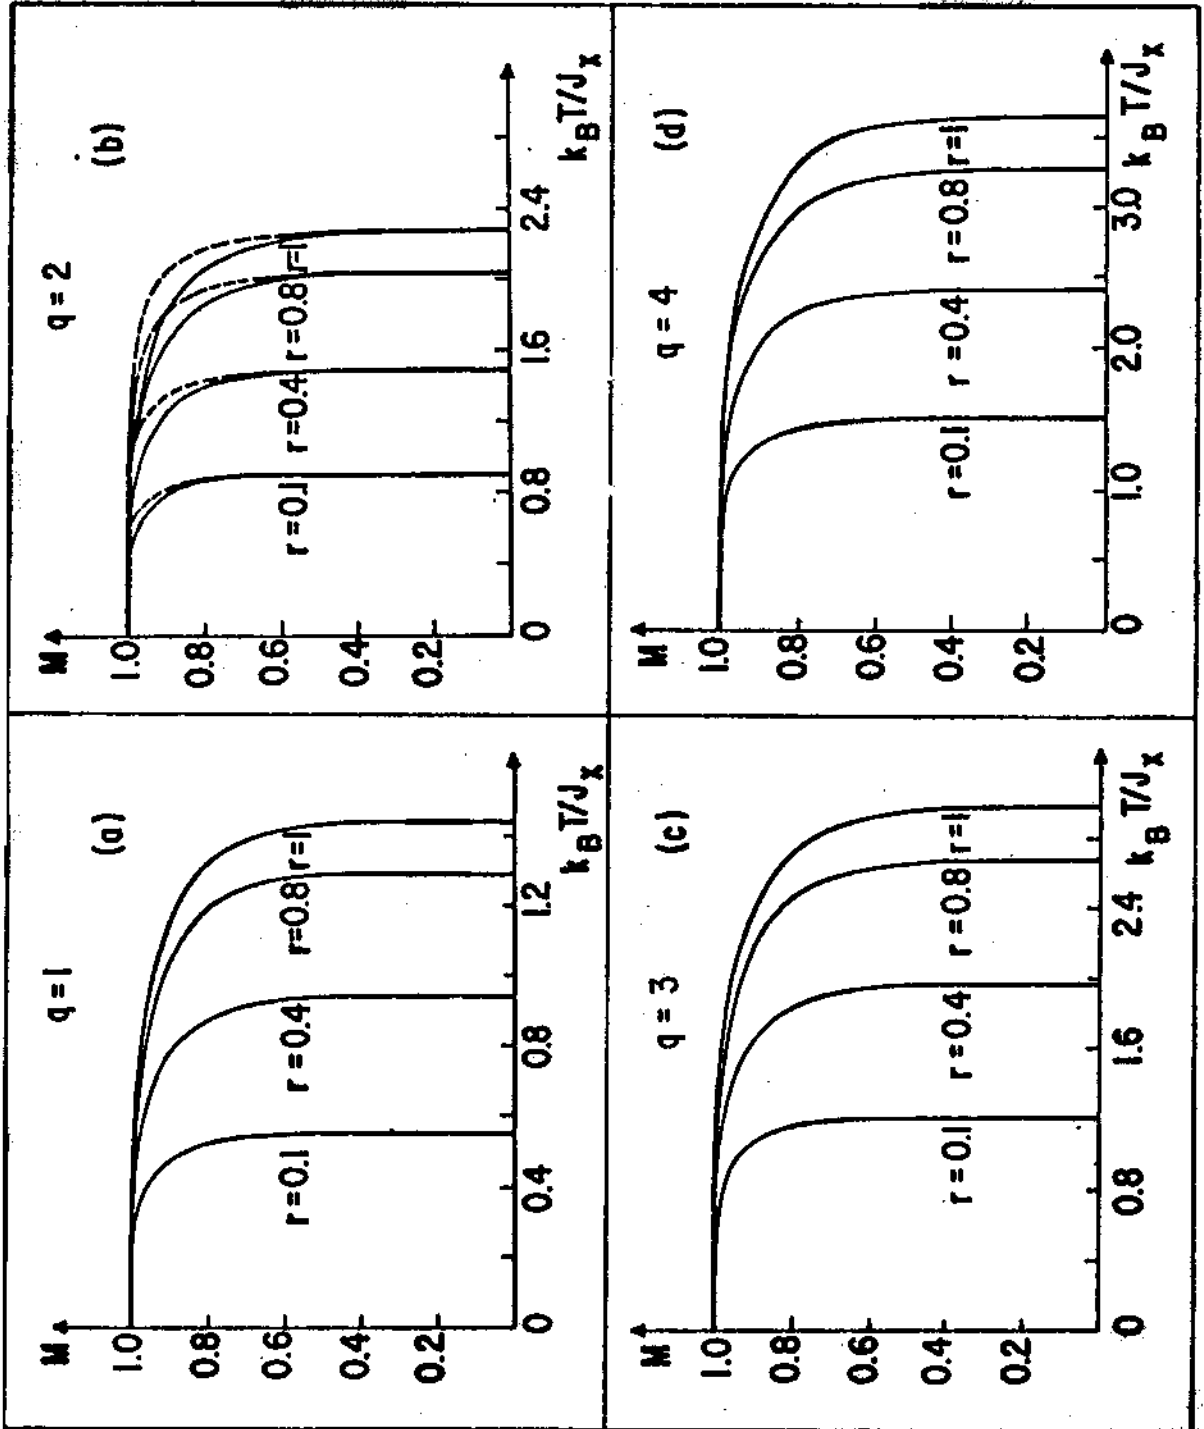 q = 1
(a)
M
1.0
0.8
0.6
0.4
0.2
r=0.1 r=0.4 r=0.8 r=1
0 0.4 0.8 1.2 k_B T/J_x
q = 2
(b)
M
1.0
0.8
0.6
0.4
0.2
r=0.1 r=0.4 r=0.8 r=1
0 0.8 1.6 2.4 k_B T/J_x
q = 3
(c)
M
1.0
0.8
0.6
0.4
0.2
r=0.1 r=0.4 r=0.8 r=1
0 0.8 1.6 2.4 k_B T/J_x
q = 4
(d)
M
1.0
0.8
0.6
0.4
0.2
r=0.1 r=0.4 r=0.8 r=1
0 1.0 2.0 3.0 k_B T/J_x